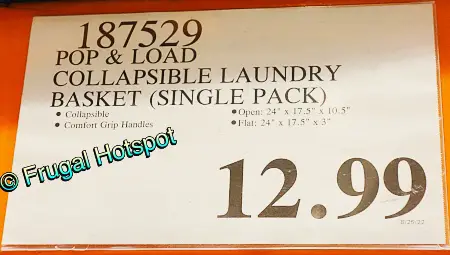 187529
POP & LOAD
COLLAPSIBLE LAUNDRY
BASKET (SINGLE PACK)
• Collapsible
• Comfort Grip Handles
• Open: 24" x 17.5" x 10.5"
• Flat: 24" x 17.5" x 3"
© Frugal Hotspot
12.99